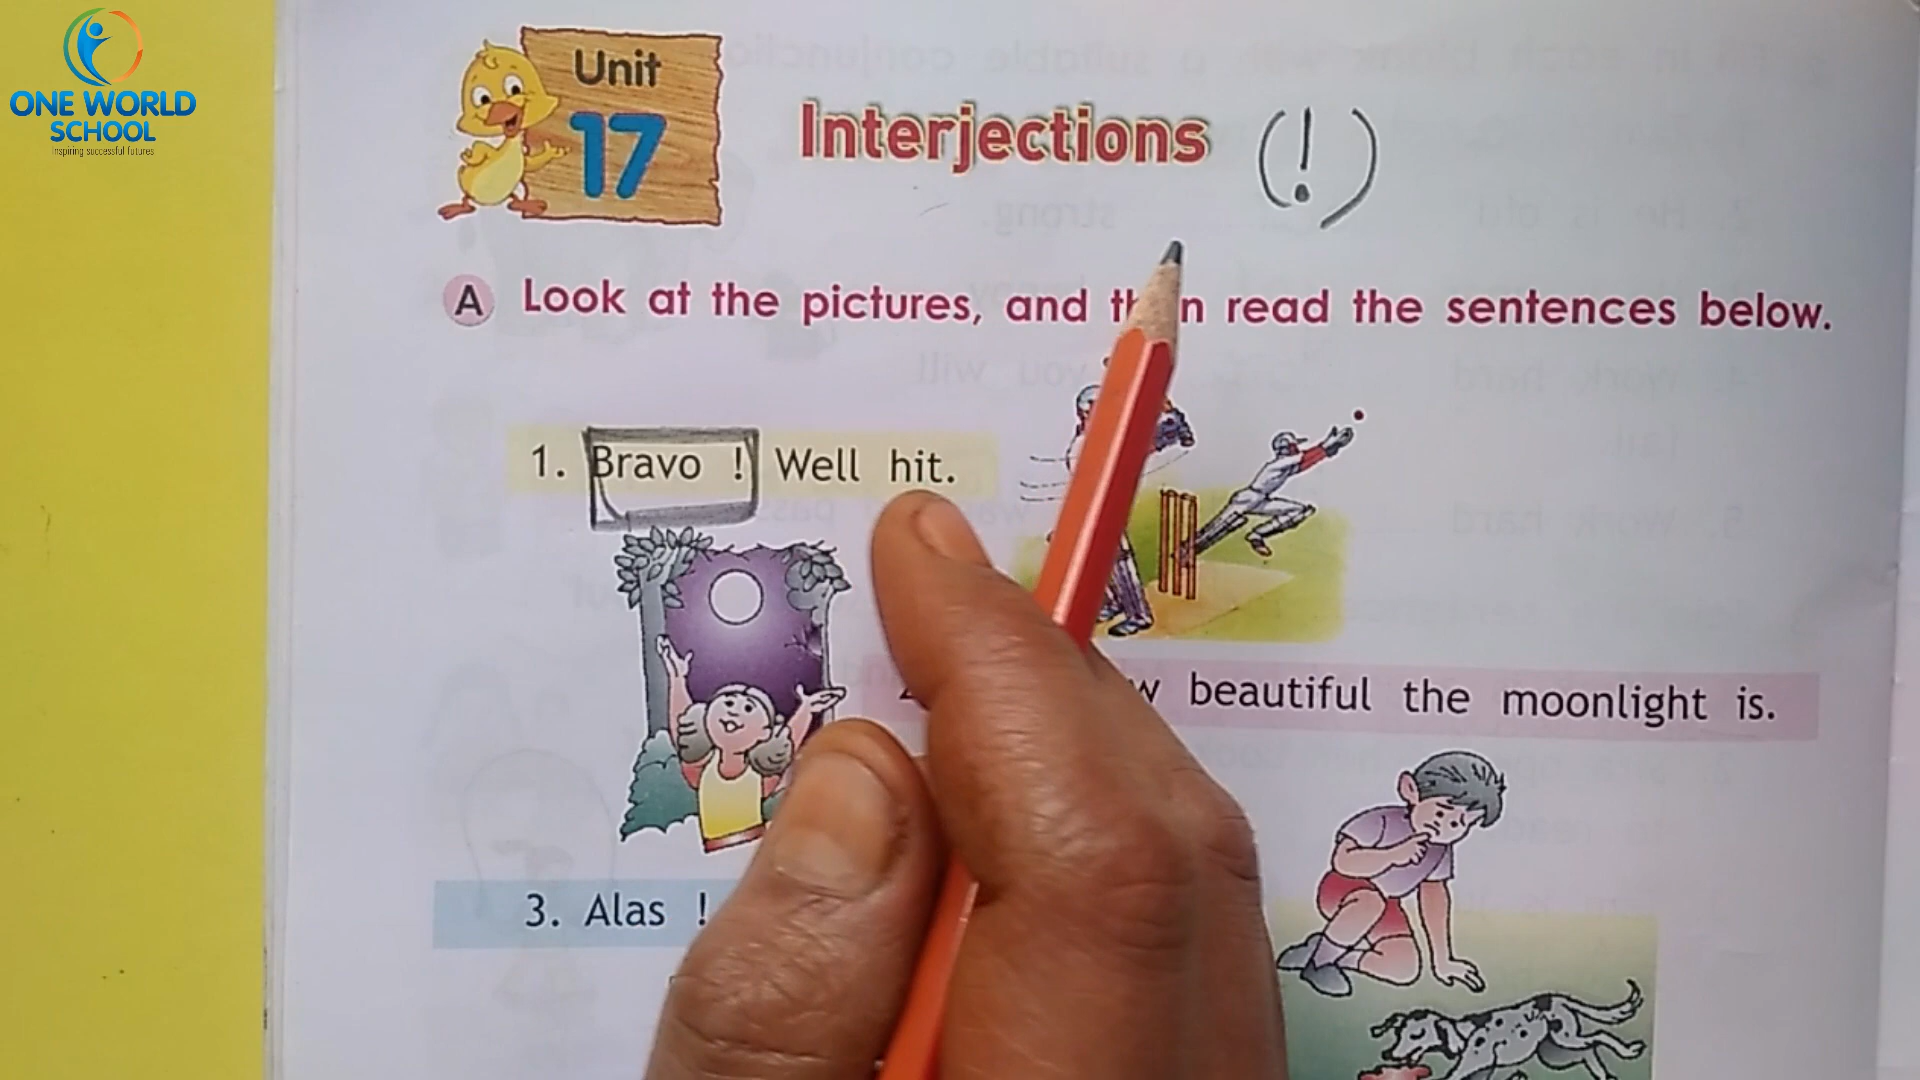 ONE WORLD
SCHOOL
Inspiring successful futures
Unit
17
Interjections (!)
A Look at the pictures, and then read the sentences below.
1. Bravo ! Well hit.
beautiful the moonlight is.
3. Alas !